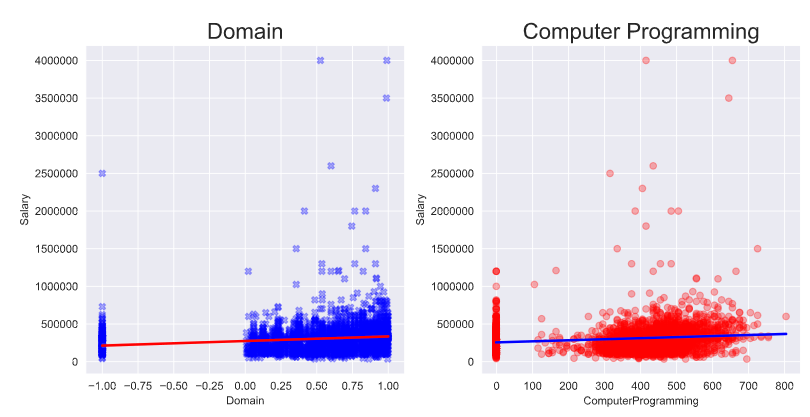 Domain
Computer Programming
4000000
3500000
3000000
2500000
2000000
1500000
1000000
500000
0
Salary
−1.00 −0.75 −0.50 −0.25 0.00 0.25 0.50 0.75 1.00
Domain
4000000
3500000
3000000
2500000
2000000
1500000
1000000
500000
0
Salary
0 100 200 300 400 500 600 700 800
ComputerProgramming